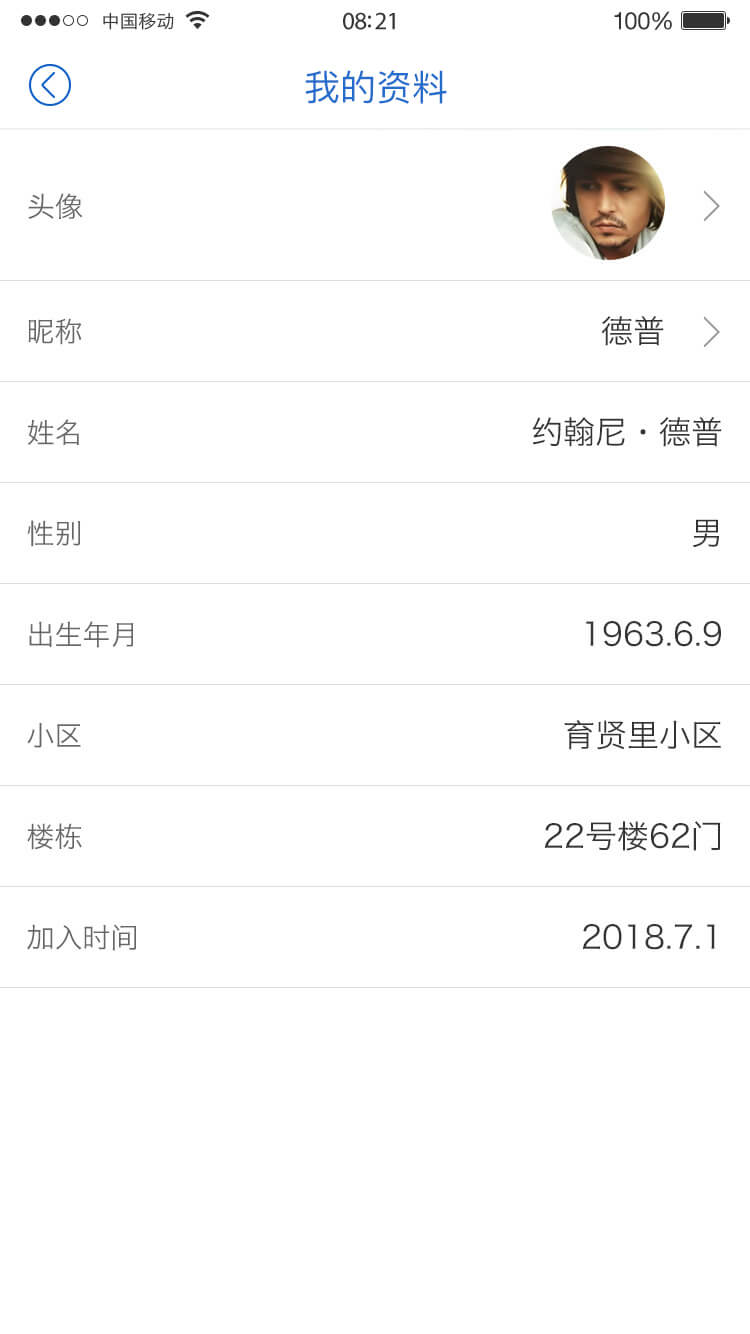 中国移动 08:21 100%
我的资料
头像
昵称 德普
姓名 约翰尼·德普
性别 男
出生年月 1963.6.9
小区 育贤里小区
楼栋 22号楼62门
加入时间 2018.7.1